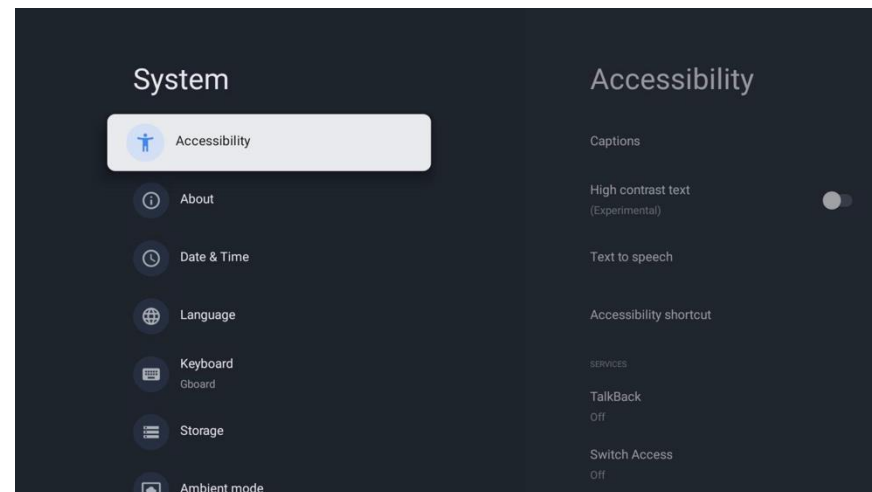 System
Accessibility
About
Date & Time
Language
Keyboard
Gboard
Storage
Ambient mode
Accessibility
Captions
High contrast text
(Experimental)
Text to speech
Accessibility shortcut
SERVICES
TalkBack
Off
Switch Access
Off